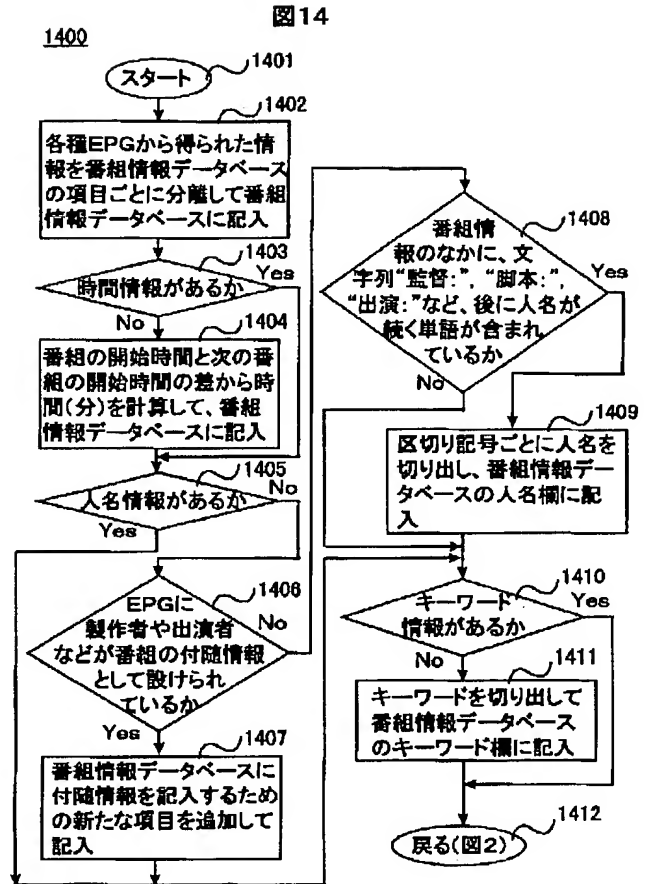 図14
1400
スタート
1401
1402
各種EPGから得られた情
報を番組情報データベース
の項目ごとに分離して番組
情報データベースに記入
1403
時間情報があるか
Yes
No
1404
番組の開始時間と次の番
組の開始時間の差から時
間(分)を計算して、番組
情報データベースに記入
1405
人名情報があるか
No
Yes
1406
EPGに
製作者や出演者
などが番組の付随情報
として設けられ
ているか
No
Yes
1407
番組情報データベースに
付随情報を記入するため
の新たな項目を追加して
記入
1408
番組情
報のなかに、文
字列“監督:”, “脚本:”,
“出演:”など、後に人名が
続く単語が含まれ
ているか
Yes
No
1409
区切り記号ごとに人名を
切り出し、番組情報デー
タベースの人名欄に記
入
1410
キーワード
情報があるか
Yes
No
1411
キーワードを切り出して
番組情報データベース
のキーワード欄に記入
1412
戻る(図2)